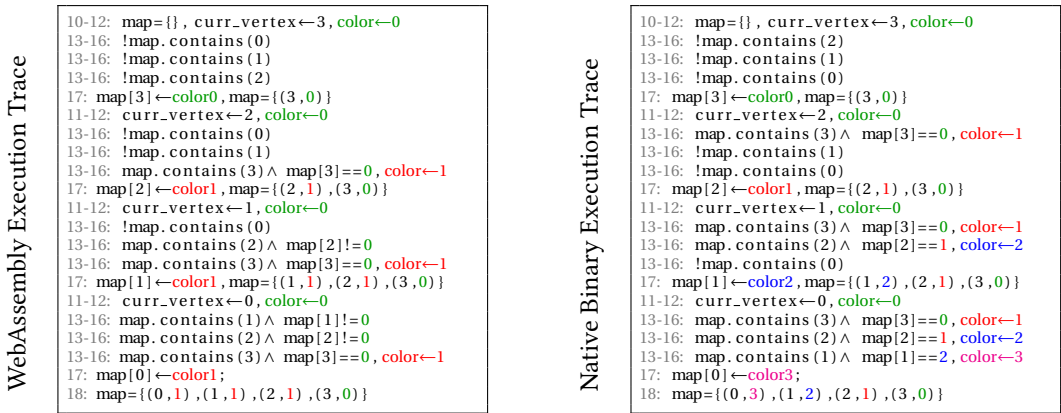 WebAssembly Execution Trace
10-12: map={}, curr_vertex←3,color←0
13-16: !map.contains(0)
13-16: !map.contains(1)
13-16: !map.contains(2)
17: map[3]←color0,map={(3,0)}
11-12: curr_vertex←2,color←0
13-16: !map.contains(0)
13-16: !map.contains(1)
13-16: map.contains(3)∧ map[3]==0,color←1
17: map[2]←color1,map={(2,1),(3,0)}
11-12: curr_vertex←1,color←0
13-16: !map.contains(0)
13-16: map.contains(2)∧ map[2]!=0
13-16: map.contains(3)∧ map[3]==0,color←1
17: map[1]←color1,map={(1,1),(2,1),(3,0)}
11-12: curr_vertex←0,color←0
13-16: map.contains(1)∧ map[1]!=0
13-16: map.contains(2)∧ map[2]!=0
13-16: map.contains(3)∧ map[3]==0,color←1
17: map[0]←color1;
18: map={(0,1),(1,1),(2,1),(3,0)}
Native Binary Execution Trace
10-12: map={}, curr_vertex←3,color←0
13-16: !map.contains(2)
13-16: !map.contains(1)
13-16: !map.contains(0)
17: map[3]←color0,map={(3,0)}
11-12: curr_vertex←2,color←0
13-16: map.contains(3)∧ map[3]==0,color←1
13-16: !map.contains(1)
13-16: !map.contains(0)
17: map[2]←color1,map={(2,1),(3,0)}
11-12: curr_vertex←1,color←0
13-16: map.contains(3)∧ map[3]==0,color←1
13-16: map.contains(2)∧ map[2]==1,color←2
13-16: !map.contains(0)
17: map[1]←color2,map={(1,2),(2,1),(3,0)}
11-12: curr_vertex←0,color←0
13-16: map.contains(3)∧ map[3]==0,color←1
13-16: map.contains(2)∧ map[2]==1,color←2
13-16: map.contains(1)∧ map[1]==2,color←3
17: map[0]←color3;
18: map={(0,3),(1,2),(2,1),(3,0)}